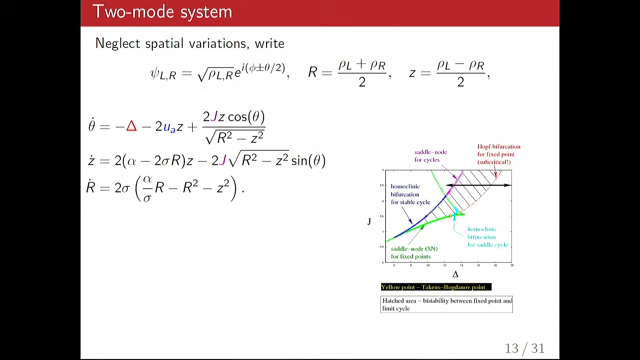 Two-mode system
Neglect spatial variations, write
ψ_{L,R} = √ρ_{L,R} e^{i(φ±θ/2)}, R = (ρ_L + ρ_R)/2, z = (ρ_L − ρ_R)/2,
θ̇ = −Δ − 2u_a z + 2Jz cos(θ)/√(R² − z²)
ż = 2(α − 2σR)z − 2J√(R² − z²) sin(θ)
Ṙ = 2σ(α/σ R − R² − z²).
Hopf bifurcation
for fixed point
(subcritical!)
saddle-node
for cycles
homoclinic
bifurcation
for stable cycle
J
homoclinic
bifurcation
for saddle cycle
saddle-node (SN)
for fixed points
Δ
Yellow point - Takens-Bogdanov point
Hatched area - bistability between fixed point and
limit cycle
13 / 31